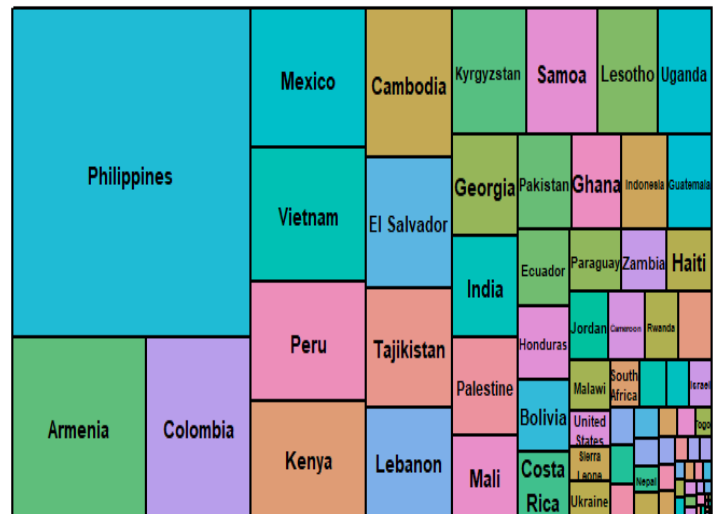 Philippines
Armenia
Colombia
Mexico
Vietnam
Peru
Kenya
Cambodia
El Salvador
Tajikistan
Lebanon
Kyrgyzstan
Samoa
Lesotho
Uganda
Georgia
India
Palestine
Mali
Pakistan
Ghana
Indonesia
Guatemala
Ecuador
Honduras
Bolivia
Costa
Rica
Paraguay
Zambia
Haiti
Jordan
Cameroon
Rwanda
Malawi
South
Africa
Israel
United
States
Togo
Sierra
Leone
Nepal
Ukraine